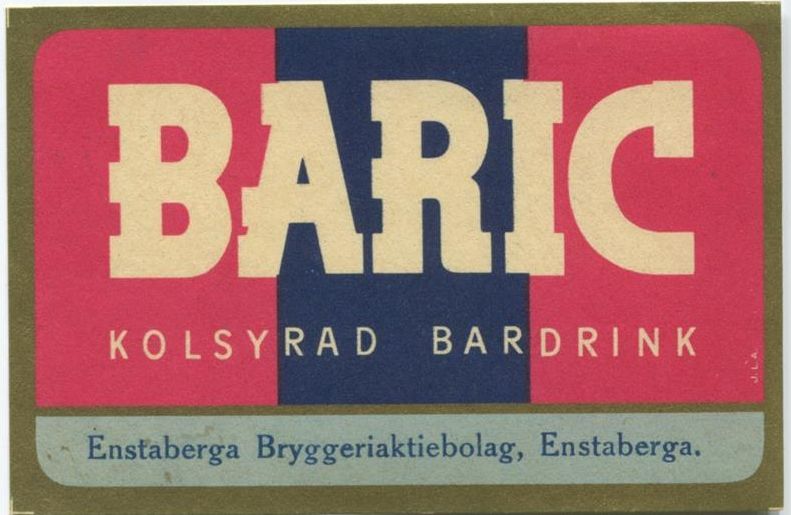 BARIC
KOLSYRAD BARDRINK
J.L.A.
Enstaberga Bryggeriaktiebolag, Enstaberga.